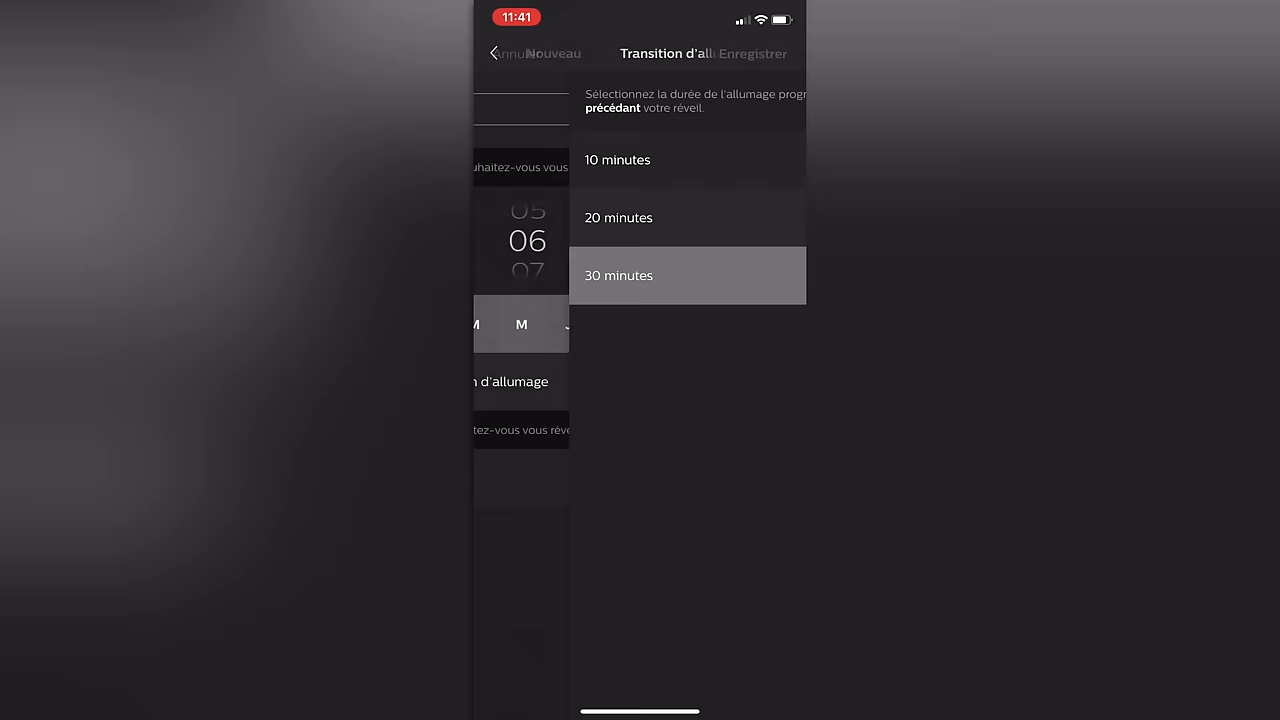 11:41
Nouveau
Transition d'all
Enregistrer
Sélectionnez la durée de l'allumage progr
précédant votre réveil.
10 minutes
20 minutes
30 minutes
uhaitez-vous vous
05
06
07
M M
n d'allumage
tez-vous vous réve